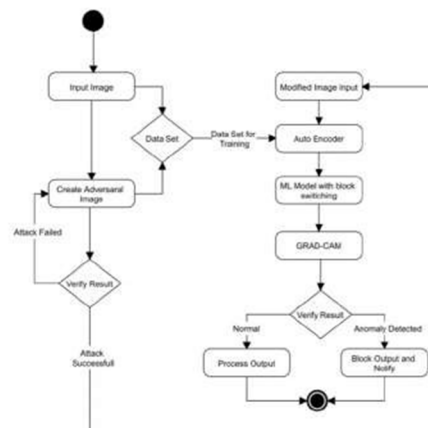 Input Image
Modified Image input
Data Set
Data Set for
Training
Auto Encoder
Create Adversaral
Image
ML Model with block
switiching
Attack Failed
GRAD-CAM
Verify Result
Verify Result
Normal
Anomaly Detected
Attack
Successfull
Process Output
Block Output and
Notify